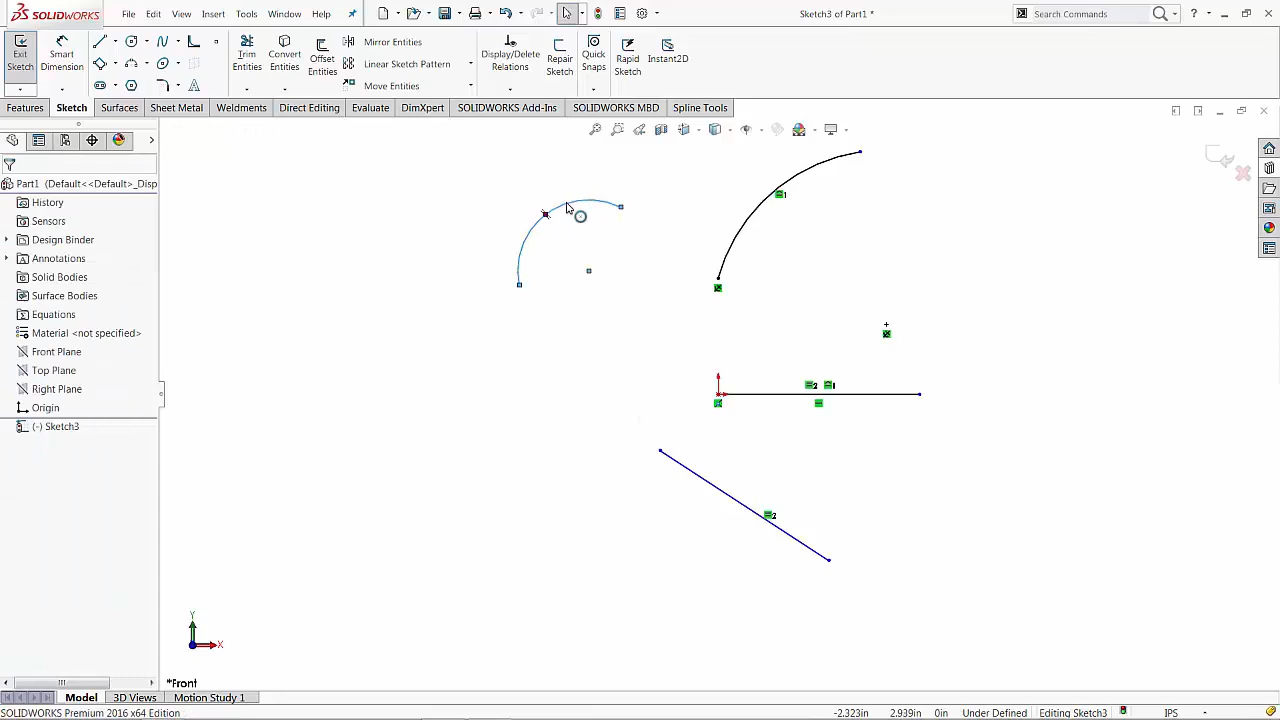 SOLIDWORKS File Edit View Insert Tools Window Help Sketch3 of Part1 * Search Commands
Exit Sketch Smart Dimension Trim Entities Convert Entities Offset Entities Mirror Entities Linear Sketch Pattern Move Entities Display/Delete Relations Repair Sketch Quick Snaps Rapid Sketch Instant2D
Features Sketch Surfaces Sheet Metal Weldments Direct Editing Evaluate DimXpert SOLIDWORKS Add-Ins SOLIDWORKS MBD Spline Tools
Part1 (Default<<Default>_Disp
History
Sensors
Design Binder
Annotations
Solid Bodies
Surface Bodies
Equations
Material <not specified>
Front Plane
Top Plane
Right Plane
Origin
(-) Sketch3
1
2 1
2
Y
X
*Front
Model 3D Views Motion Study 1
SOLIDWORKS Premium 2016 x64 Edition -2.323in 2.939in 0in Under Defined Editing Sketch3 IPS